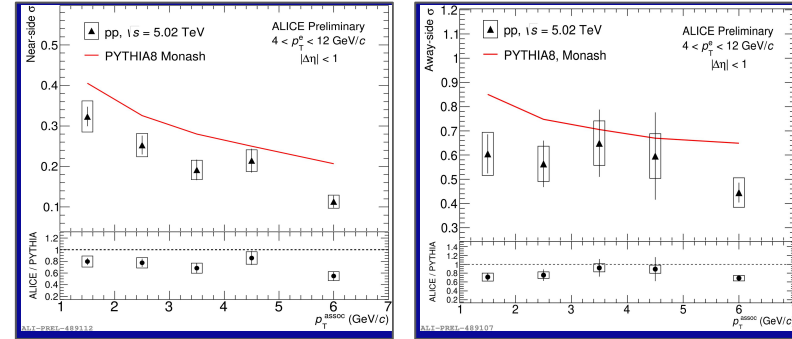 Near-side σ
pp, √s = 5.02 TeV
PYTHIA8 Monash
ALICE Preliminary
4 < p_T^e < 12 GeV/c
|Δη| < 1
0.5
0.4
0.3
0.2
0.1
ALICE / PYTHIA
1.2
1
0.8
0.6
0.4
0.2
1 2 3 4 5 6 7
p_T^assoc (GeV/c)
ALI-PREL-489112
Away-side σ
pp, √s = 5.02 TeV
PYTHIA8, Monash
ALICE Preliminary
4 < p_T^e < 12 GeV/c
|Δη| < 1
1.2
1.1
1
0.9
0.8
0.7
0.6
0.5
0.4
0.3
ALICE / PYTHIA
1.4
1.2
1
0.8
0.6
0.4
0.2
1 2 3 4 5 6 7
p_T^assoc (GeV/c)
ALI-PREL-489107